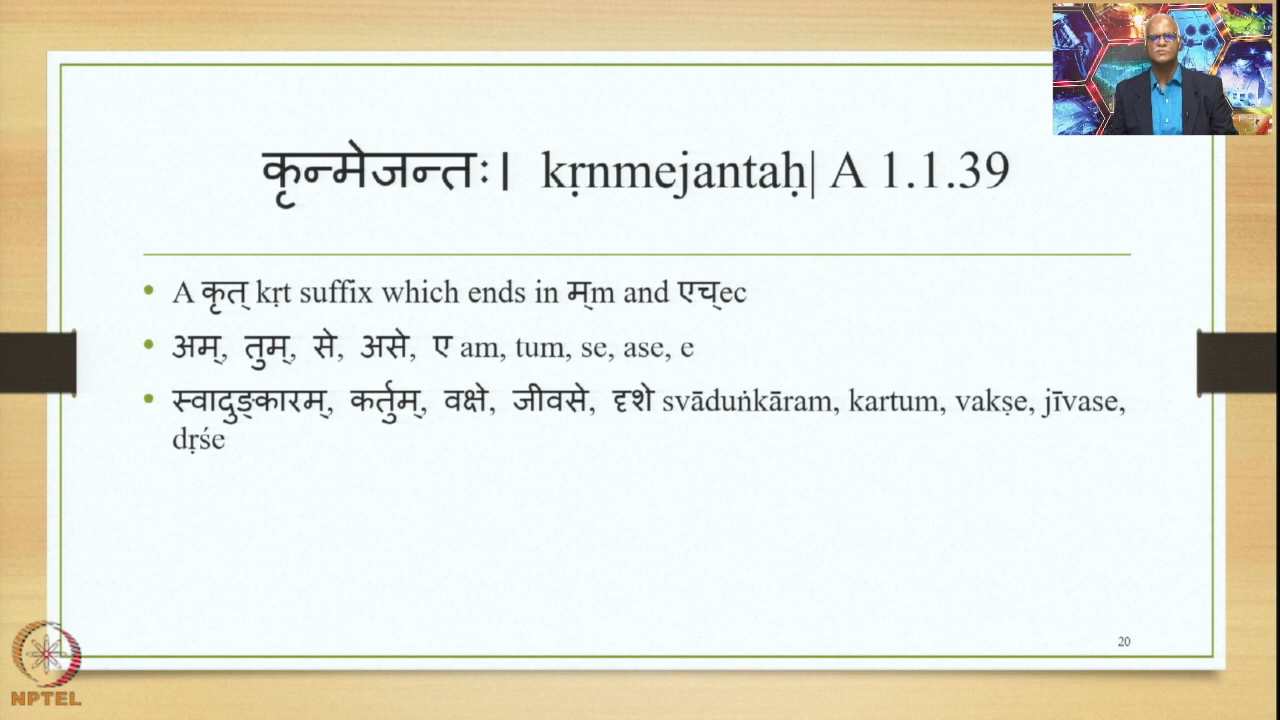 कृन्मेजन्तः। kṛnmejantaḥ| A 1.1.39
• A कृत् kṛt suffix which ends in म्m and एच्ec
• अम्, तुम्, से, असे, ए am, tum, se, ase, e
• स्वादुङ्कारम्, कर्तुम्, वक्षे, जीवसे, दृशे svāduṅkāram, kartum, vakṣe, jīvase,
dṛśe
20
NPTEL